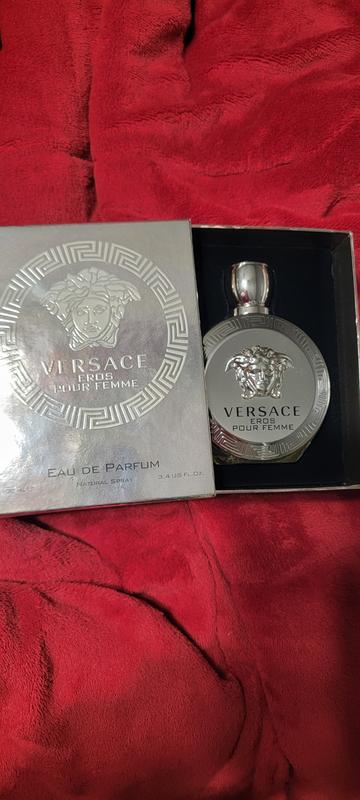 VERSACE
EROS
POUR FEMME
EAU DE PARFUM
NATURAL SPRAY
3.4 US FL.OZ.
VERSACE
EROS
POUR FEMME